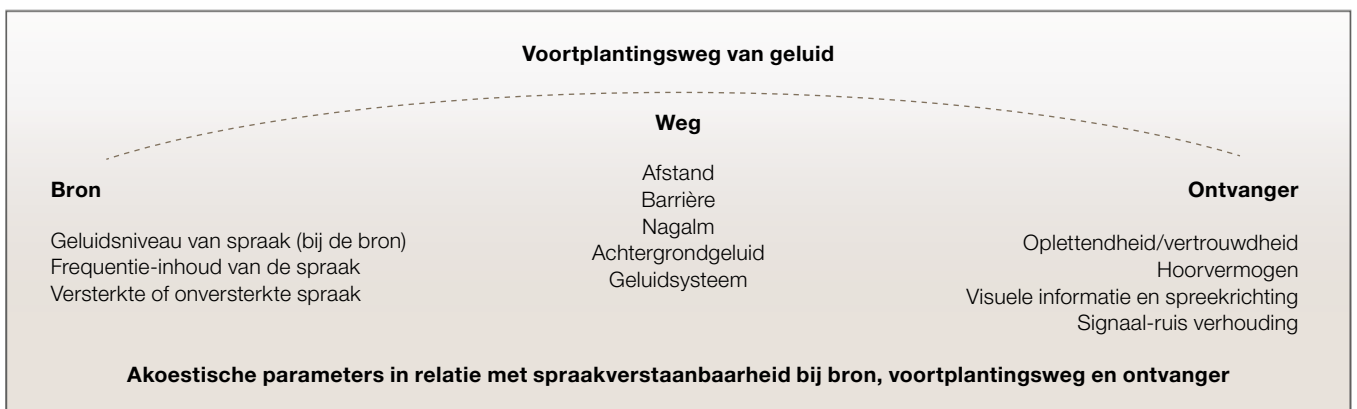 Voortplantingsweg van geluid
Bron
Geluidsniveau van spraak (bij de bron)
Frequentie-inhoud van de spraak
Versterkte of onversterkte spraak
Weg
Afstand
Barrière
Nagalm
Achtergrondgeluid
Geluidsysteem
Ontvanger
Oplettendheid/vertrouwdheid
Hoorvermogen
Visuele informatie en spreekrichting
Signaal-ruis verhouding
Akoestische parameters in relatie met spraakverstaanbaarheid bij bron, voortplantingsweg en ontvanger